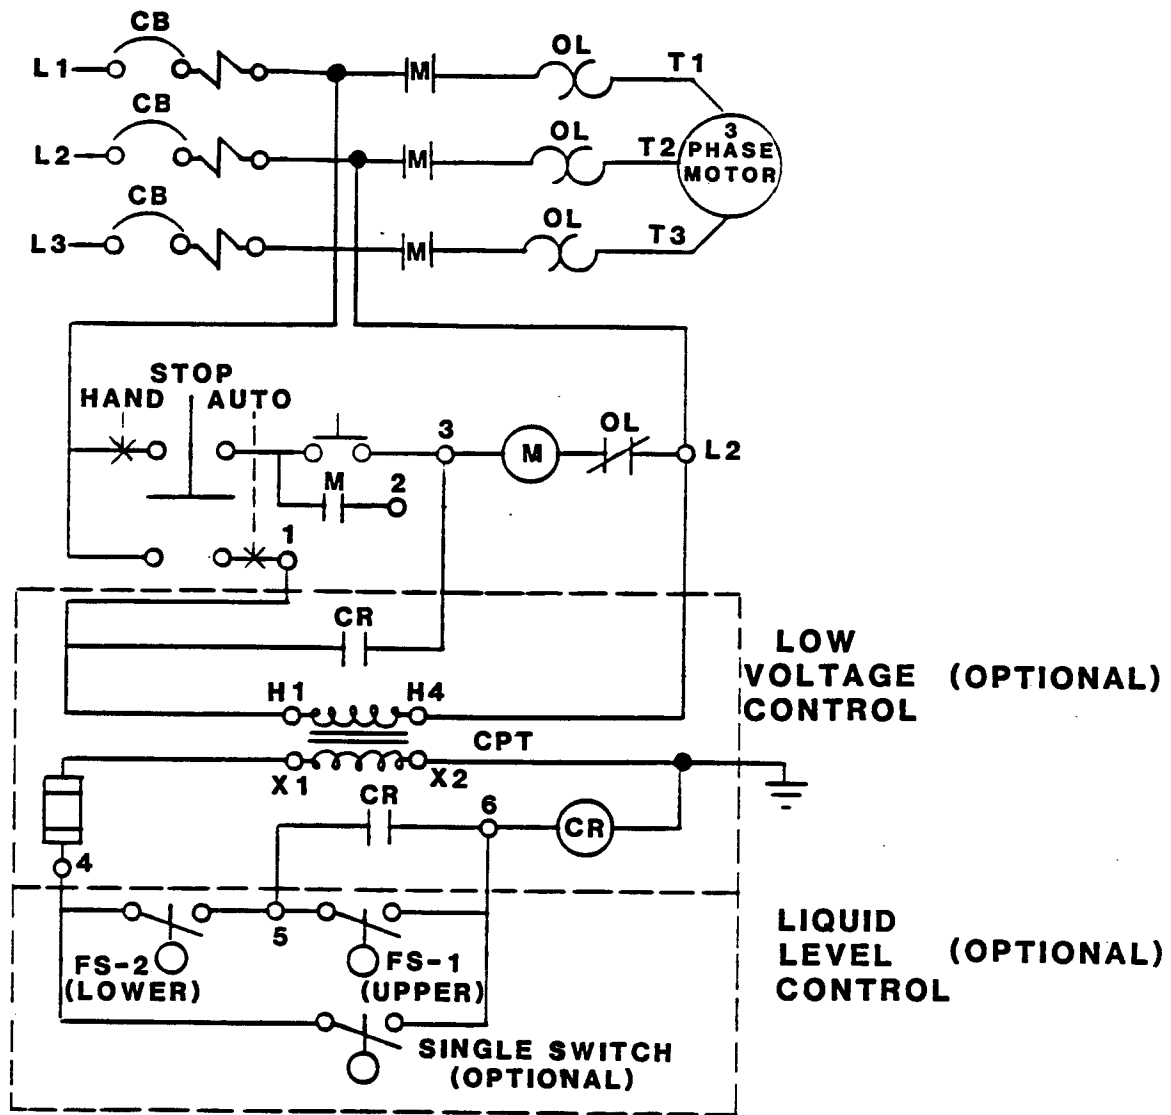 CB
L1
M
OL
T1
CB
L2
M
OL
T2
3
PHASE
MOTOR
CB
L3
M
OL
T3
STOP
HAND
AUTO
3
M
OL
L2
M
2
1
CR
LOW
VOLTAGE (OPTIONAL)
CONTROL
H1
H4
CPT
X1
X2
CR
6
CR
4
5
FS-2
(LOWER)
FS-1
(UPPER)
LIQUID
LEVEL (OPTIONAL)
CONTROL
SINGLE SWITCH
(OPTIONAL)